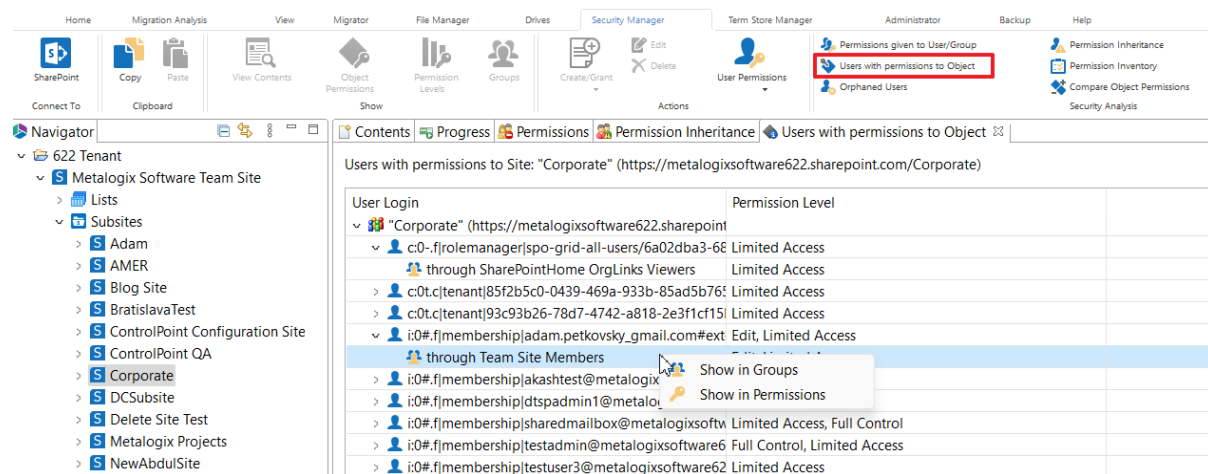 Home Migration Analysis View Migrator File Manager Drives Security Manager Term Store Manager Administrator Backup Help
SharePoint
Copy
Paste
View Contents
Object Permissions
Permission Levels
Groups
Create/Grant
Edit
Delete
User Permissions
Permissions given to User/Group
Users with permissions to Object
Orphaned Users
Permission Inheritance
Permission Inventory
Compare Object Permissions
Connect To Clipboard Show Actions Security Analysis
Navigator
622 Tenant
Metalogix Software Team Site
Lists
Subsites
Adam
AMER
Blog Site
BratislavaTest
ControlPoint Configuration Site
ControlPoint QA
Corporate
DCSubsite
Delete Site Test
Metalogix Projects
NewAbdulSite
Contents Progress Permissions Permission Inheritance Users with permissions to Object
Users with permissions to Site: "Corporate" (https://metalogixsoftware622.sharepoint.com/Corporate)
User Login Permission Level
"Corporate" (https://metalogixsoftware622.sharepoint
c:0-.f|rolemanager|spo-grid-all-users/6a02dba3-68 Limited Access
through SharePointHome OrgLinks Viewers Limited Access
c:0t.c|tenant|85f2b5c0-0439-469a-933b-85ad5b765 Limited Access
c:0t.c|tenant|93c93b26-78d7-4742-a818-2e3f1cf15 Limited Access
i:0#.f|membership|adam.petkovsky_gmail.com#ext Edit, Limited Access
through Team Site Members
Show in Groups
Show in Permissions
i:0#.f|membership|akashtest@metalogix
i:0#.f|membership|dtspadmin1@metalo
i:0#.f|membership|sharedmailbox@metalogixsoftw Limited Access, Full Control
i:0#.f|membership|testadmin@metalogixsoftware6 Full Control, Limited Access
i:0#.f|membership|testuser3@metalogixsoftware62 Limited Access